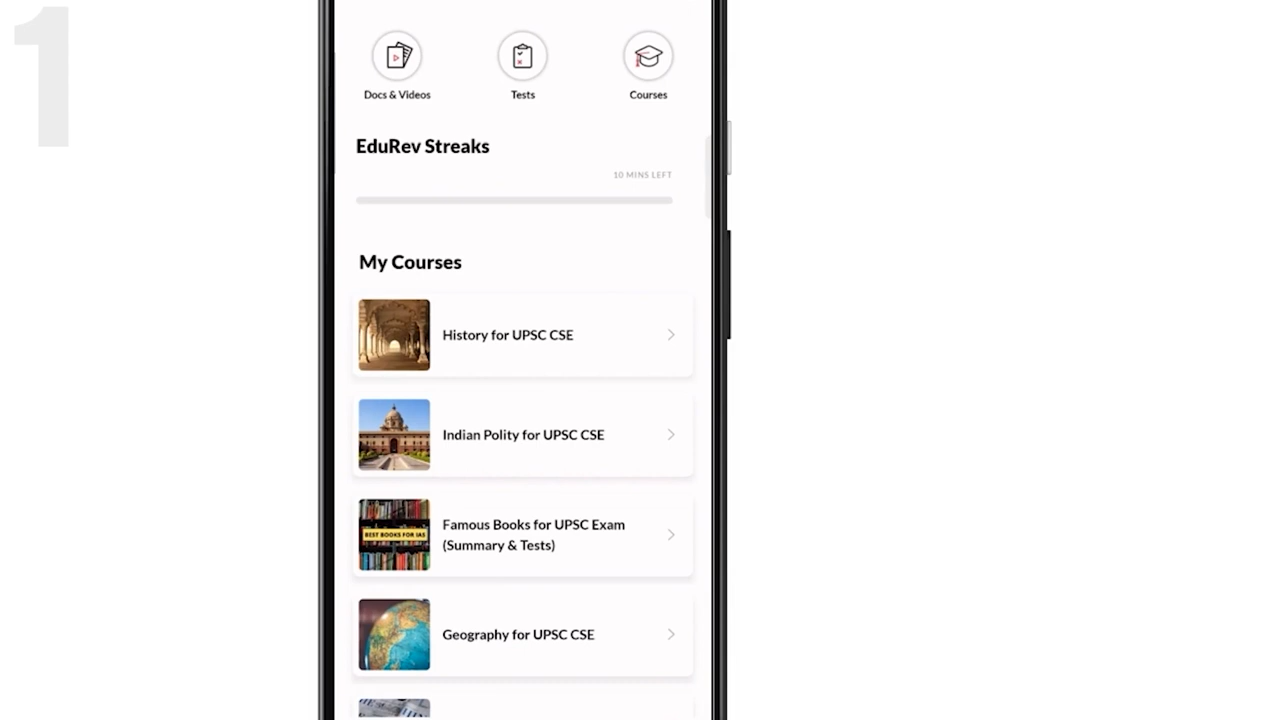 1
Docs & Videos
Tests
Courses
EduRev Streaks
10 MINS LEFT
My Courses
History for UPSC CSE
Indian Polity for UPSC CSE
BEST BOOKS FOR IAS
Famous Books for UPSC Exam
(Summary & Tests)
Geography for UPSC CSE